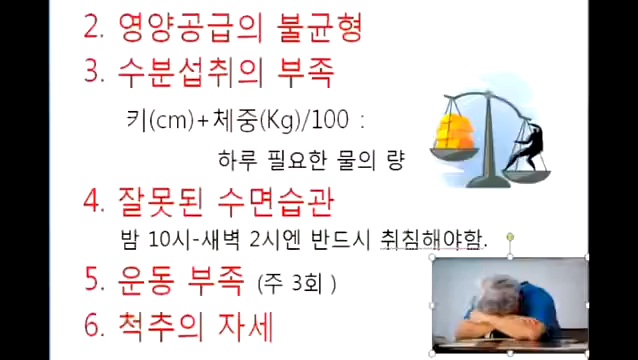 2. 영양공급의 불균형
3. 수분섭취의 부족
키(cm)+체중(Kg)/100 :
하루 필요한 물의 량
4. 잘못된 수면습관
밤 10시-새벽 2시엔 반드시 취침해야함.
5. 운동 부족 (주 3회 )
6. 척추의 자세